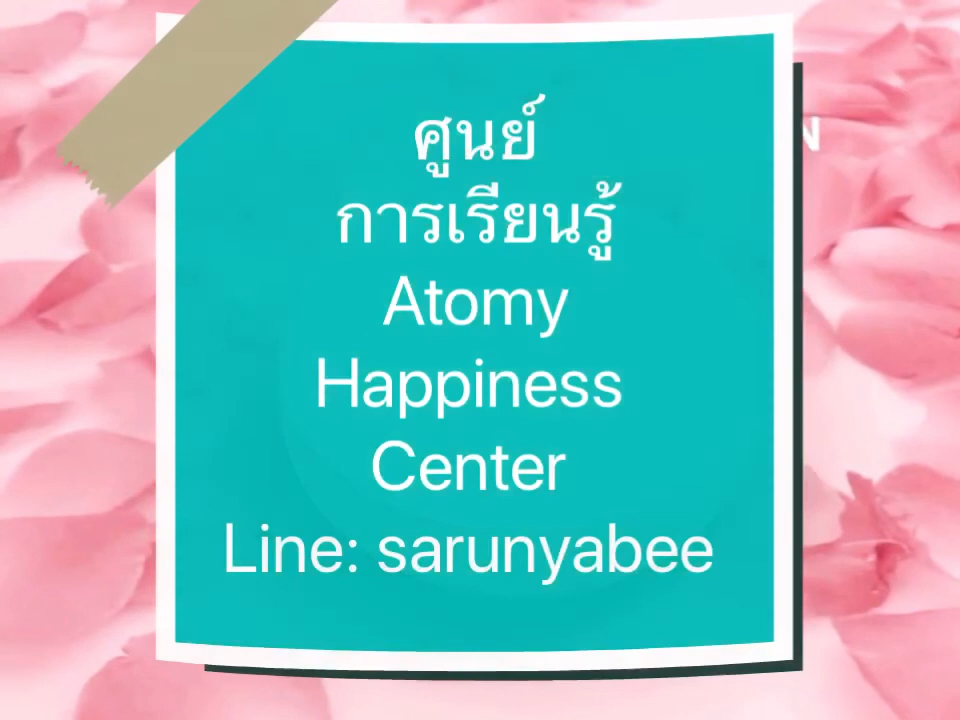 ศูนย์
การเรียนรู้
Atomy
Happiness
Center
Line: sarunyabee